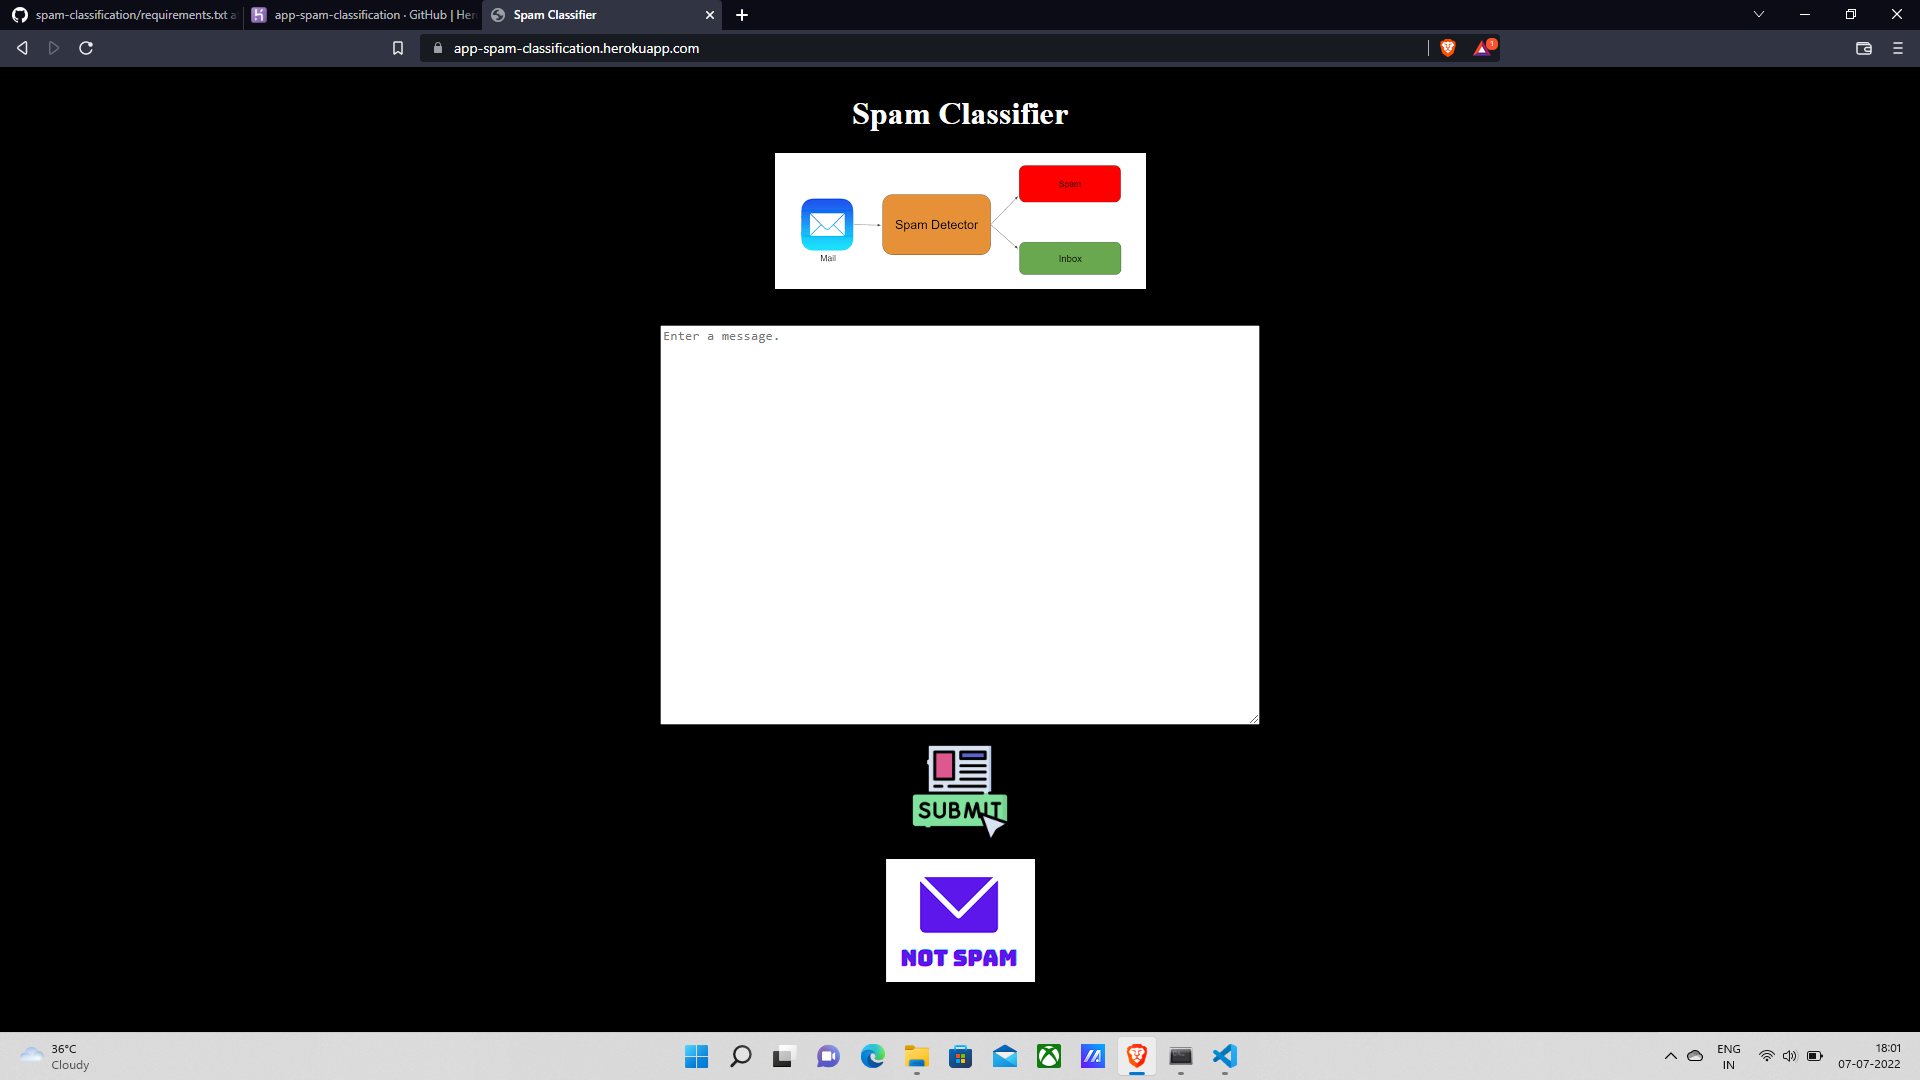 spam-classification/requirements.txt a
app-spam-classification · GitHub | Her
Spam Classifier
app-spam-classification.herokuapp.com
1
Spam Classifier
Spam
Spam Detector
Mail
Inbox
Enter a message.
SUBMIT
NOT SPAM
36°C
Cloudy
ENG
IN
18:01
07-07-2022